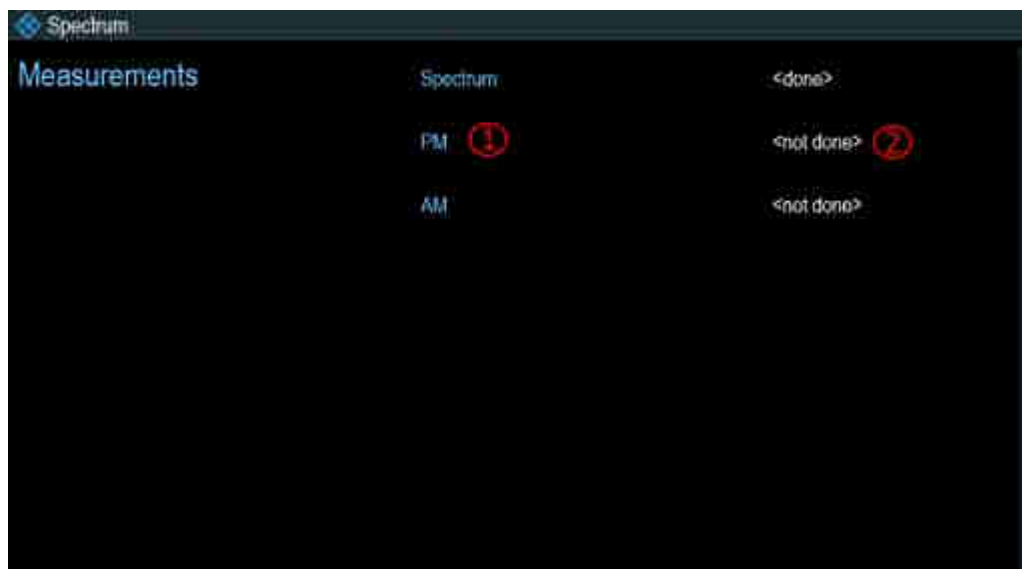 Spectrum
Measurements Spectrum <done>
PM ① <not done> ②
AM <not done>